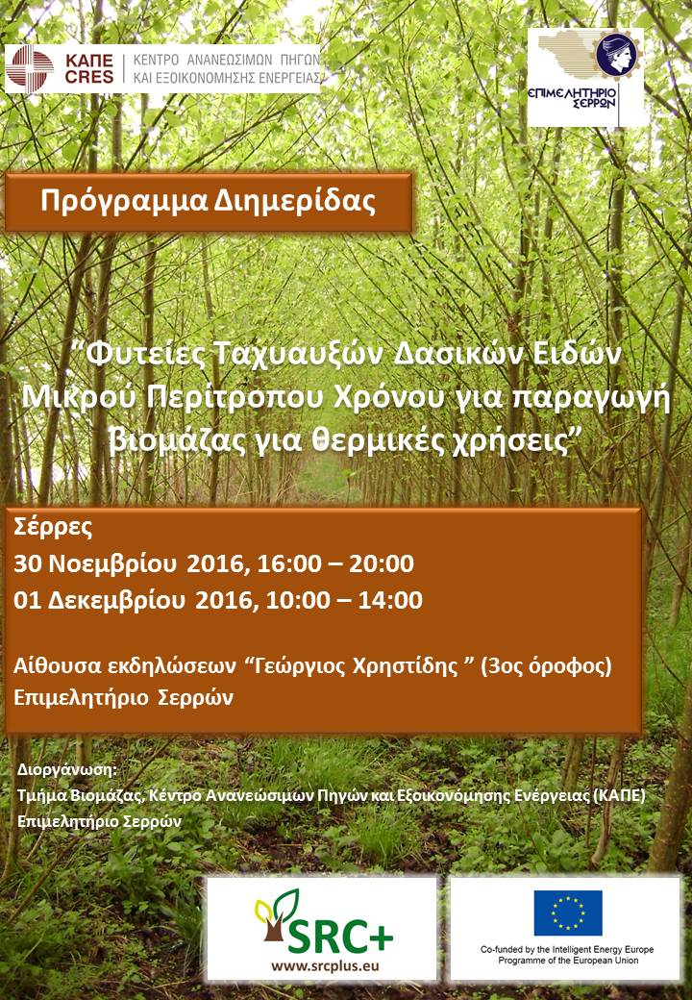 ΚΑΠΕ
CRES
ΚΕΝΤΡΟ ΑΝΑΝΕΩΣΙΜΩΝ ΠΗΓΩΝ
ΚΑΙ ΕΞΟΙΚΟΝΟΜΗΣΗΣ ΕΝΕΡΓΕΙΑΣ
ΕΠΙΜΕΛΗΤΗΡΙΟ
ΣΕΡΡΩΝ
Πρόγραμμα Διημερίδας
“Φυτείες Ταχυαυξών Δασικών Ειδών
Μικρού Περίτροπου Χρόνου για παραγωγή
βιομάζας για θερμικές χρήσεις”
Σέρρες
30 Νοεμβρίου 2016, 16:00 – 20:00
01 Δεκεμβρίου 2016, 10:00 – 14:00
Αίθουσα εκδηλώσεων “Γεώργιος Χρηστίδης ” (3ος όροφος)
Επιμελητήριο Σερρών
Διοργάνωση:
Τμήμα Βιομάζας, Κέντρο Ανανεώσιμων Πηγών και Εξοικονόμησης Ενέργειας (ΚΑΠΕ)
Επιμελητήριο Σερρών
SRC+
www.srcplus.eu
Co-funded by the Intelligent Energy Europe
Programme of the European Union